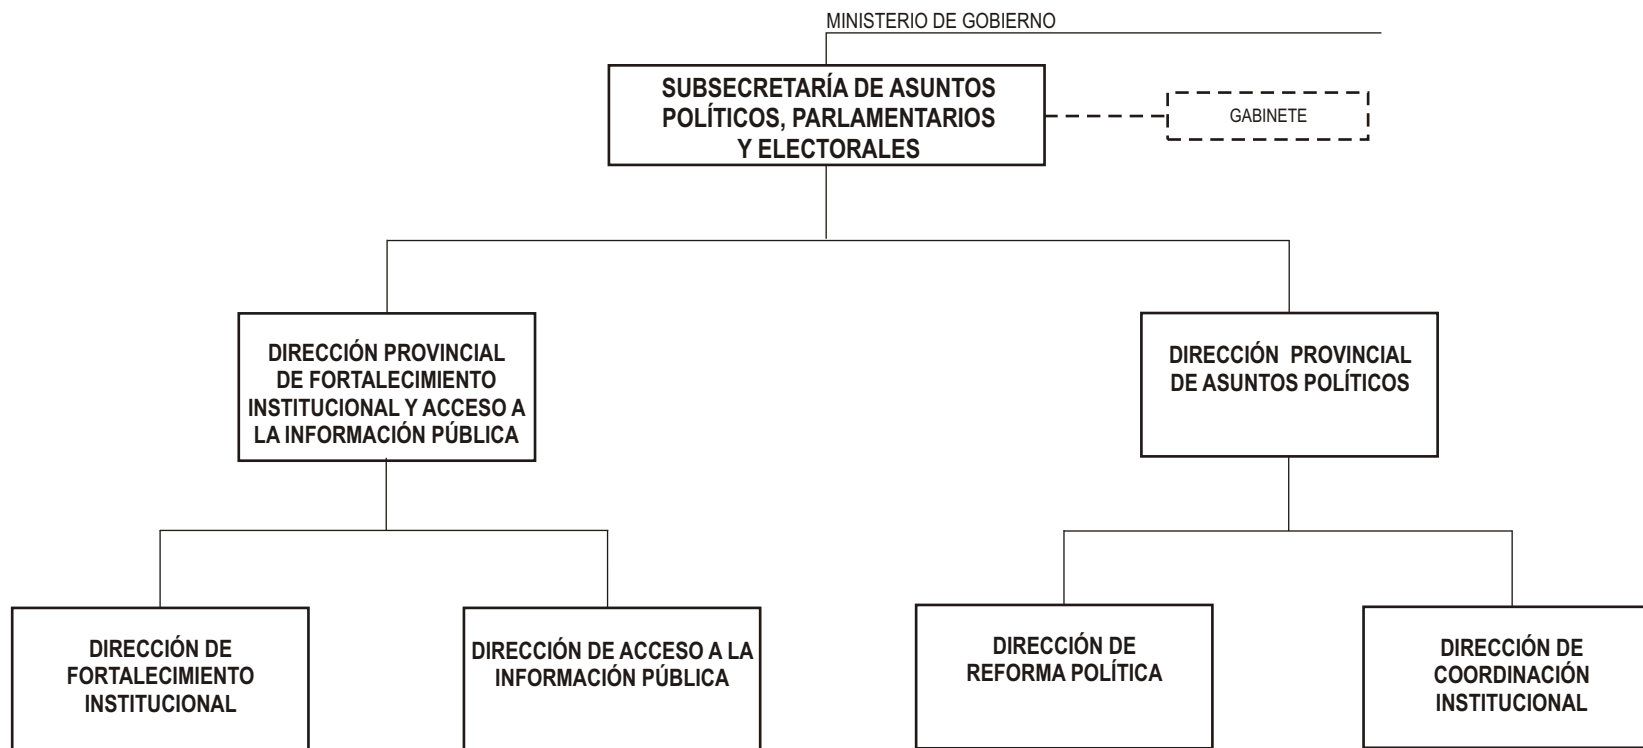 MINISTERIO DE GOBIERNO
SUBSECRETARÍA DE ASUNTOS
POLÍTICOS, PARLAMENTARIOS
Y ELECTORALES
GABINETE
DIRECCIÓN PROVINCIAL
DE FORTALECIMIENTO
INSTITUCIONAL Y ACCESO A
LA INFORMACIÓN PÚBLICA
DIRECCIÓN PROVINCIAL
DE ASUNTOS POLÍTICOS
DIRECCIÓN DE
FORTALECIMIENTO
INSTITUCIONAL
DIRECCIÓN DE ACCESO A LA
INFORMACIÓN PÚBLICA
DIRECCIÓN DE
REFORMA POLÍTICA
DIRECCIÓN DE
COORDINACIÓN
INSTITUCIONAL